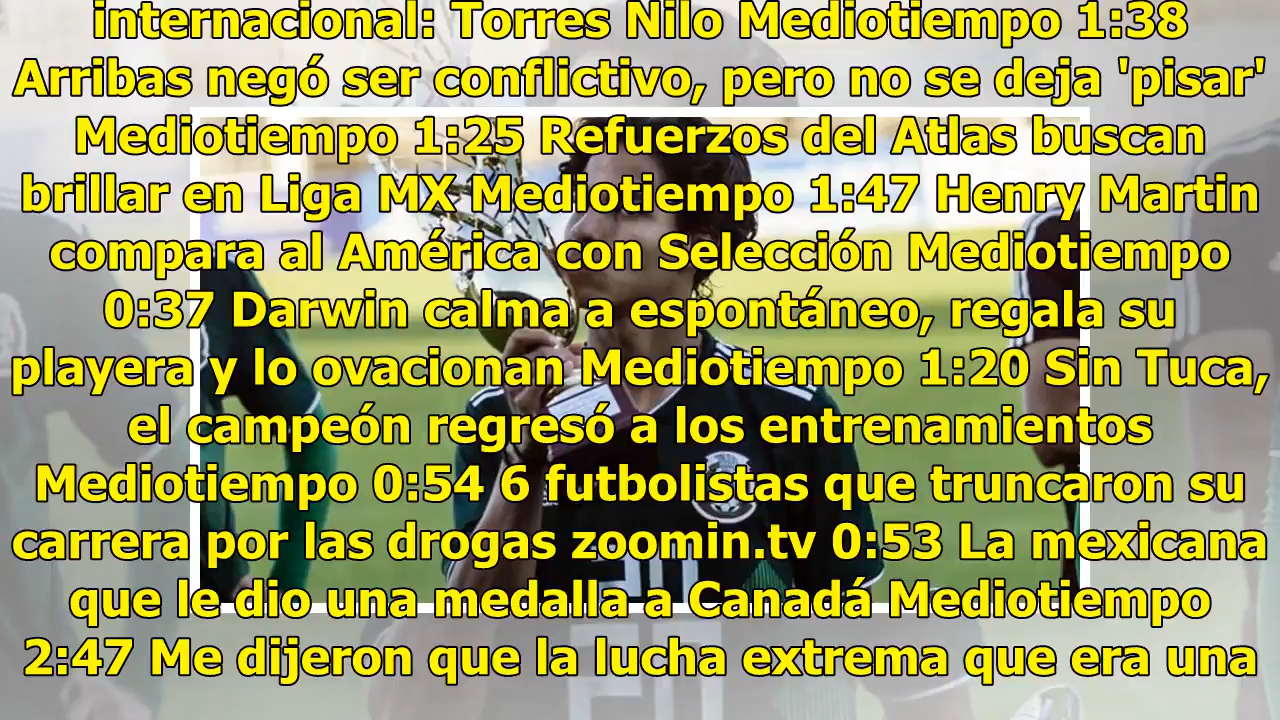 internacional: Torres Nilo Mediotiempo 1:38
Arribas negó ser conflictivo, pero no se deja 'pisar'
Mediotiempo 1:25 Refuerzos del Atlas buscan
brillar en Liga MX Mediotiempo 1:47 Henry Martin
compara al América con Selección Mediotiempo
0:37 Darwin calma a espontáneo, regala su
playera y lo ovacionan Mediotiempo 1:20 Sin Tuca,
el campeón regresó a los entrenamientos
Mediotiempo 0:54 6 futbolistas que truncaron su
carrera por las drogas zoomin.tv 0:53 La mexicana
que le dio una medalla a Canadá Mediotiempo
2:47 Me dijeron que la lucha extrema que era una
20